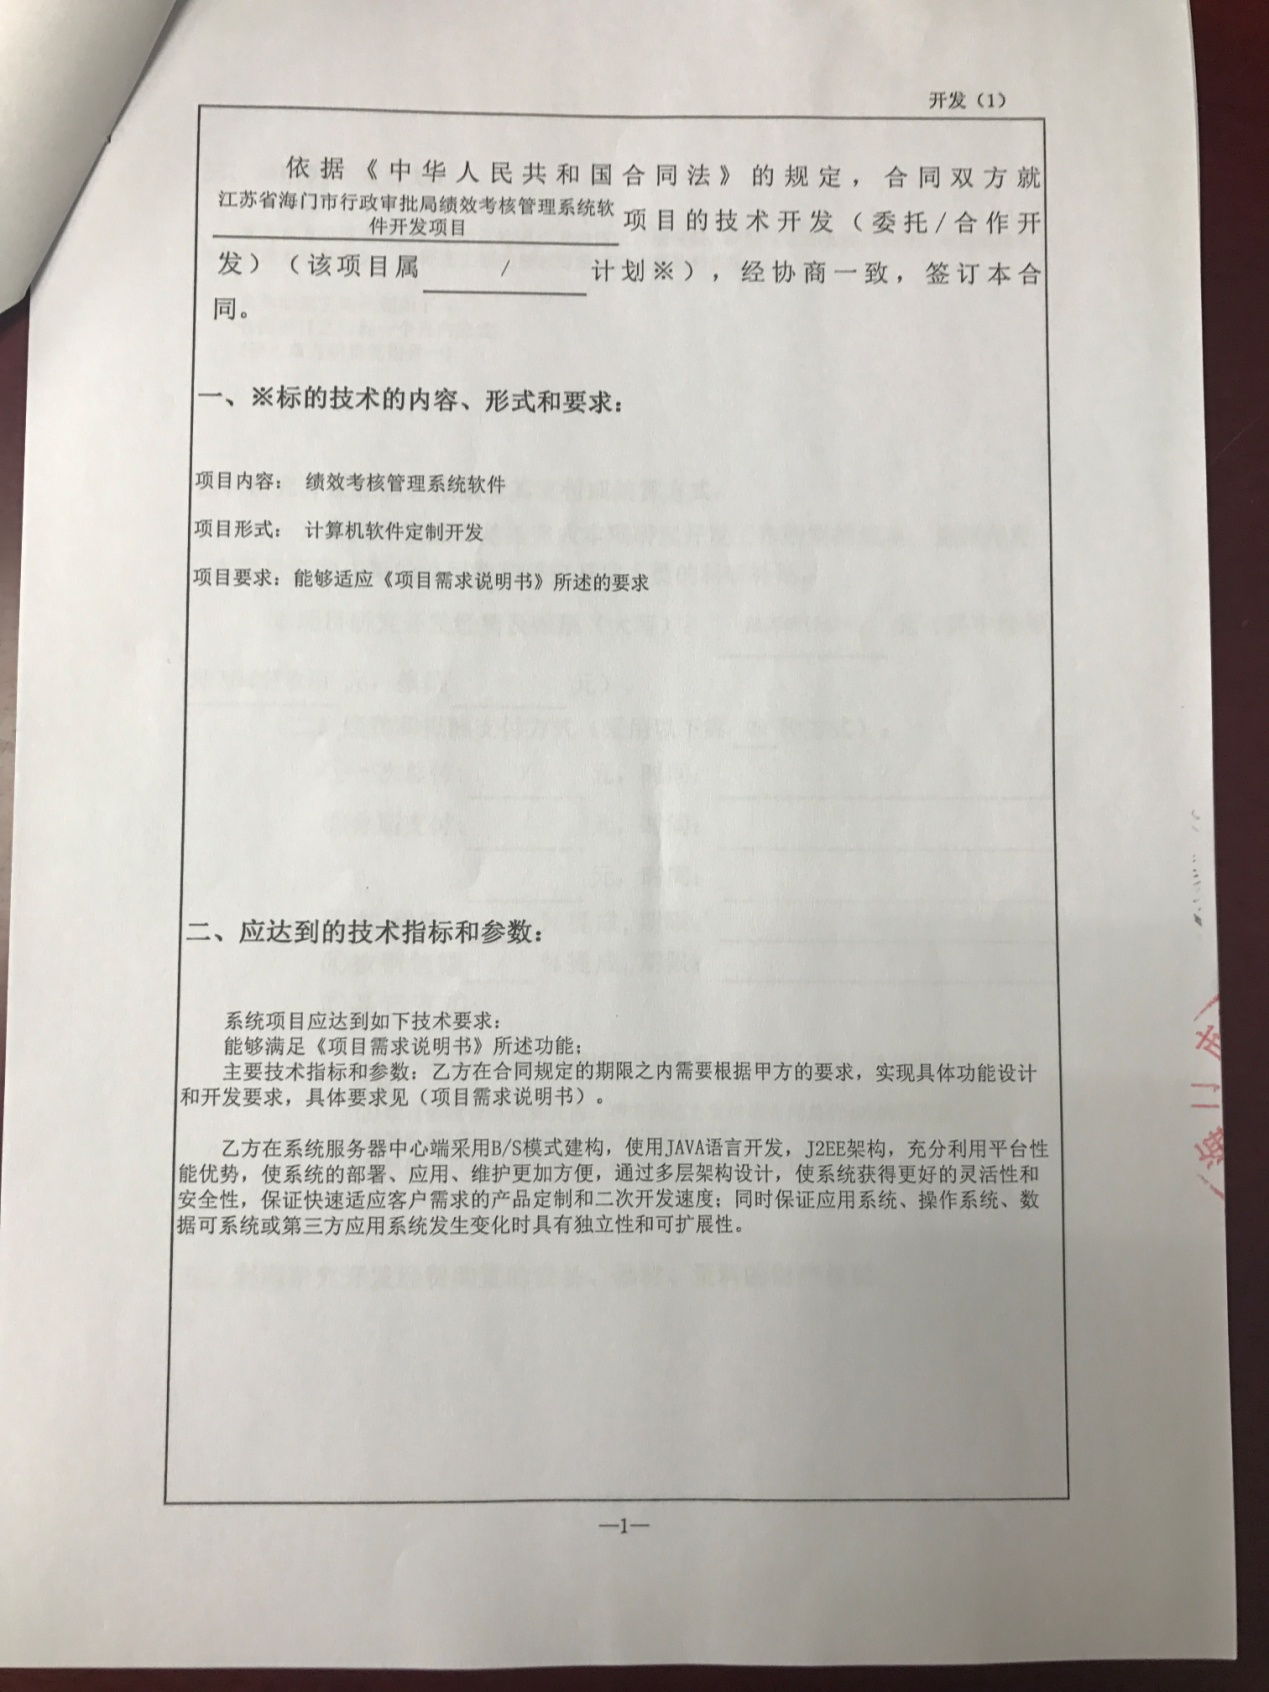 开发（1）
依据《中华人民共和国合同法》的规定，合同双方就
江苏省海门市行政审批局绩效考核管理系统软
件开发项目
项目的技术开发（委托/合作开
发）（该项目属 / 计划※），经协商一致，签订本合
同。
一、※标的技术的内容、形式和要求：
项目内容： 绩效考核管理系统软件
项目形式： 计算机软件定制开发
项目要求：能够适应《项目需求说明书》所述的要求
二、应达到的技术指标和参数：
系统项目应达到如下技术要求：
能够满足《项目需求说明书》所述功能；
主要技术指标和参数：乙方在合同规定的期限之内需要根据甲方的要求，实现具体功能设计
和开发要求，具体要求见（项目需求说明书）。
乙方在系统服务器中心端采用B/S模式建构，使用JAVA语言开发，J2EE架构，充分利用平台性
能优势，使系统的部署、应用、维护更加方便，通过多层架构设计，使系统获得更好的灵活性和
安全性，保证快速适应客户需求的产品定制和二次开发速度；同时保证应用系统、操作系统、数
据可系统或第三方应用系统发生变化时具有独立性和可扩展性。
—1—